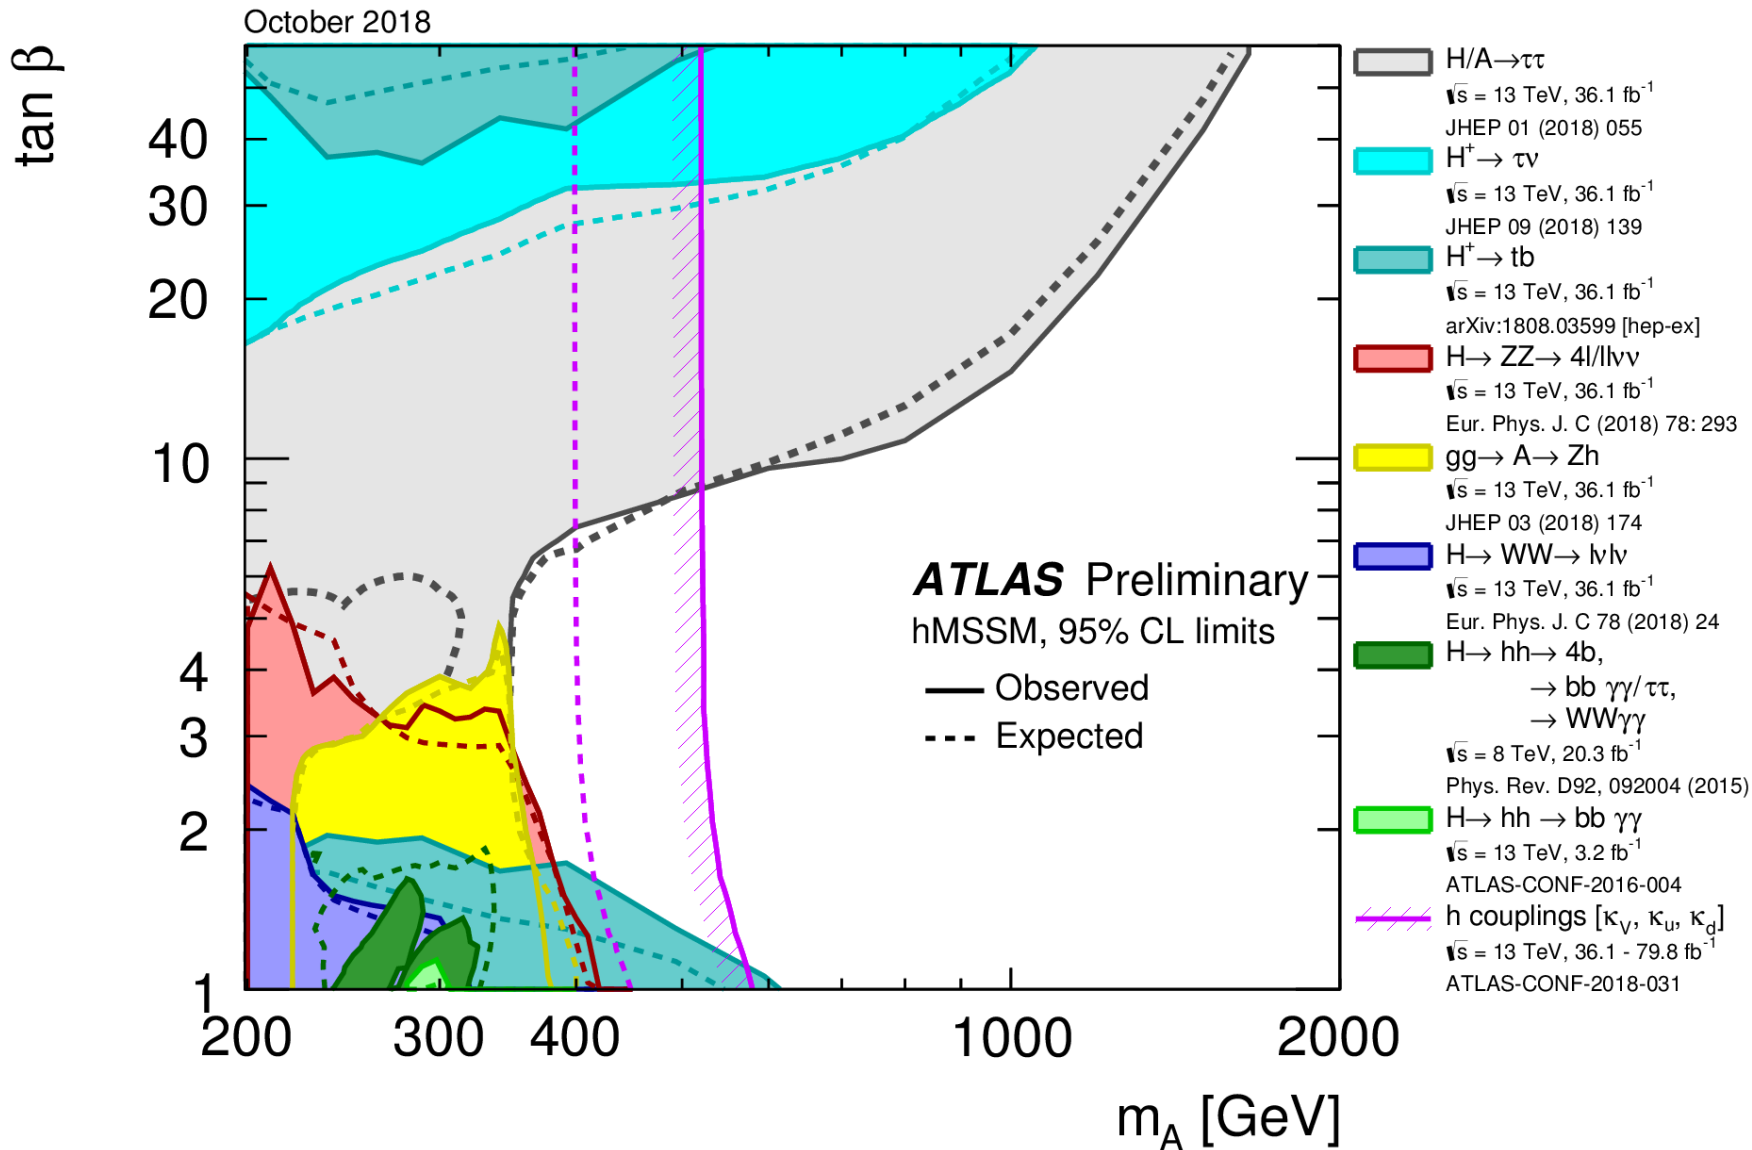 October 2018
tan β
40
30
20
10
4
3
2
1
200
300
400
1000
2000
m_A [GeV]
ATLAS Preliminary
hMSSM, 95% CL limits
Observed
Expected
H/A→ττ
√s = 13 TeV, 36.1 fb⁻¹
JHEP 01 (2018) 055
H⁺→ τν
√s = 13 TeV, 36.1 fb⁻¹
JHEP 09 (2018) 139
H⁺→ tb
√s = 13 TeV, 36.1 fb⁻¹
arXiv:1808.03599 [hep-ex]
H→ ZZ→ 4l/llνν
√s = 13 TeV, 36.1 fb⁻¹
Eur. Phys. J. C (2018) 78: 293
gg→ A→ Zh
√s = 13 TeV, 36.1 fb⁻¹
JHEP 03 (2018) 174
H→ WW→ lνlν
√s = 13 TeV, 36.1 fb⁻¹
Eur. Phys. J. C 78 (2018) 24
H→ hh→ 4b,
→ bb γγ/ττ,
→ WWγγ
√s = 8 TeV, 20.3 fb⁻¹
Phys. Rev. D92, 092004 (2015)
H→ hh → bb γγ
√s = 13 TeV, 3.2 fb⁻¹
ATLAS-CONF-2016-004
h couplings [κ_V, κ_u, κ_d]
√s = 13 TeV, 36.1 - 79.8 fb⁻¹
ATLAS-CONF-2018-031